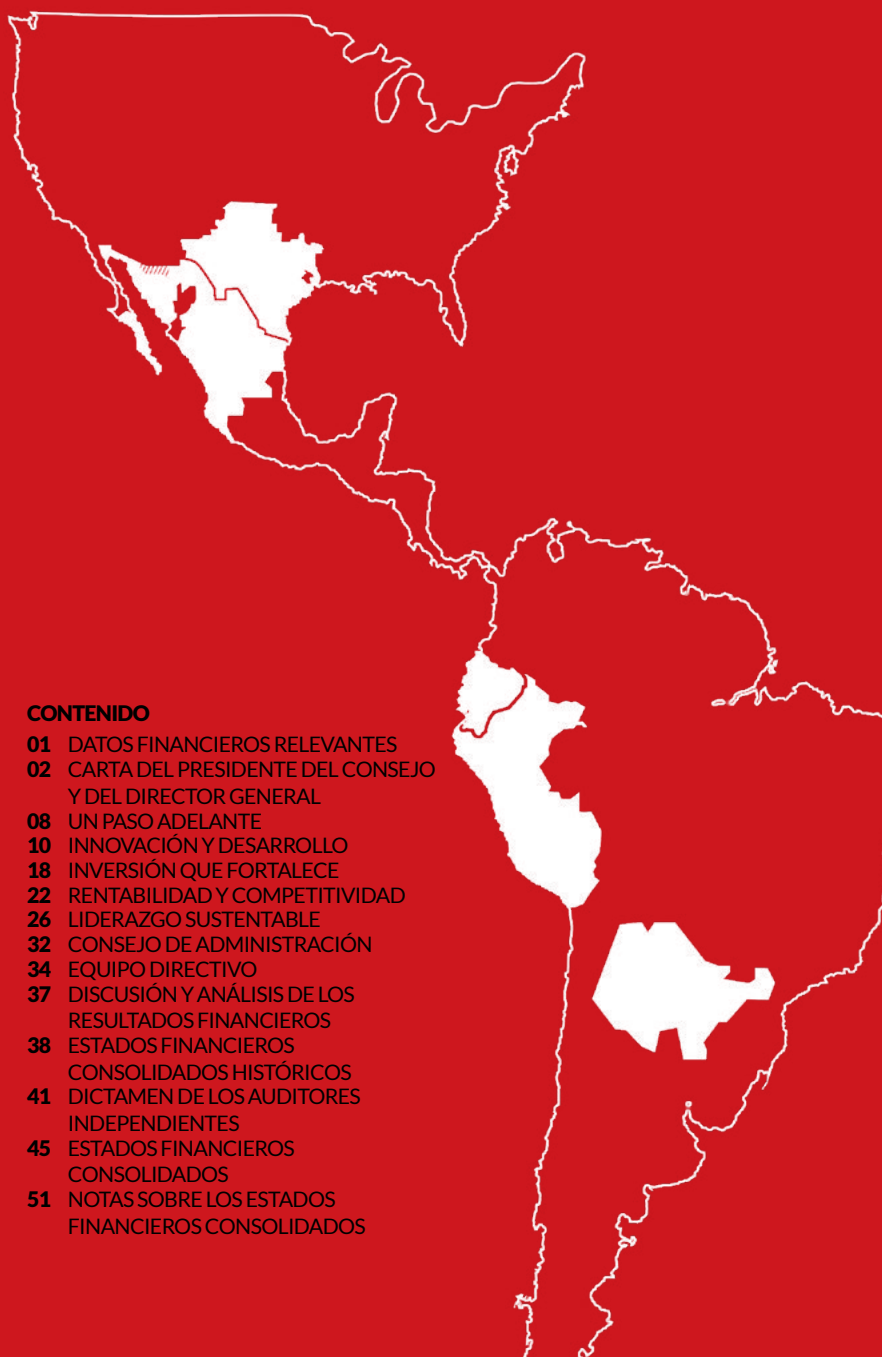 CONTENIDO
01 DATOS FINANCIEROS RELEVANTES
02 CARTA DEL PRESIDENTE DEL CONSEJO
Y DEL DIRECTOR GENERAL
08 UN PASO ADELANTE
10 INNOVACIÓN Y DESARROLLO
18 INVERSIÓN QUE FORTALECE
22 RENTABILIDAD Y COMPETITIVIDAD
26 LIDERAZGO SUSTENTABLE
32 CONSEJO DE ADMINISTRACIÓN
34 EQUIPO DIRECTIVO
37 DISCUSIÓN Y ANÁLISIS DE LOS
RESULTADOS FINANCIEROS
38 ESTADOS FINANCIEROS
CONSOLIDADOS HISTÓRICOS
41 DICTAMEN DE LOS AUDITORES
INDEPENDIENTES
45 ESTADOS FINANCIEROS
CONSOLIDADOS
51 NOTAS SOBRE LOS ESTADOS
FINANCIEROS CONSOLIDADOS